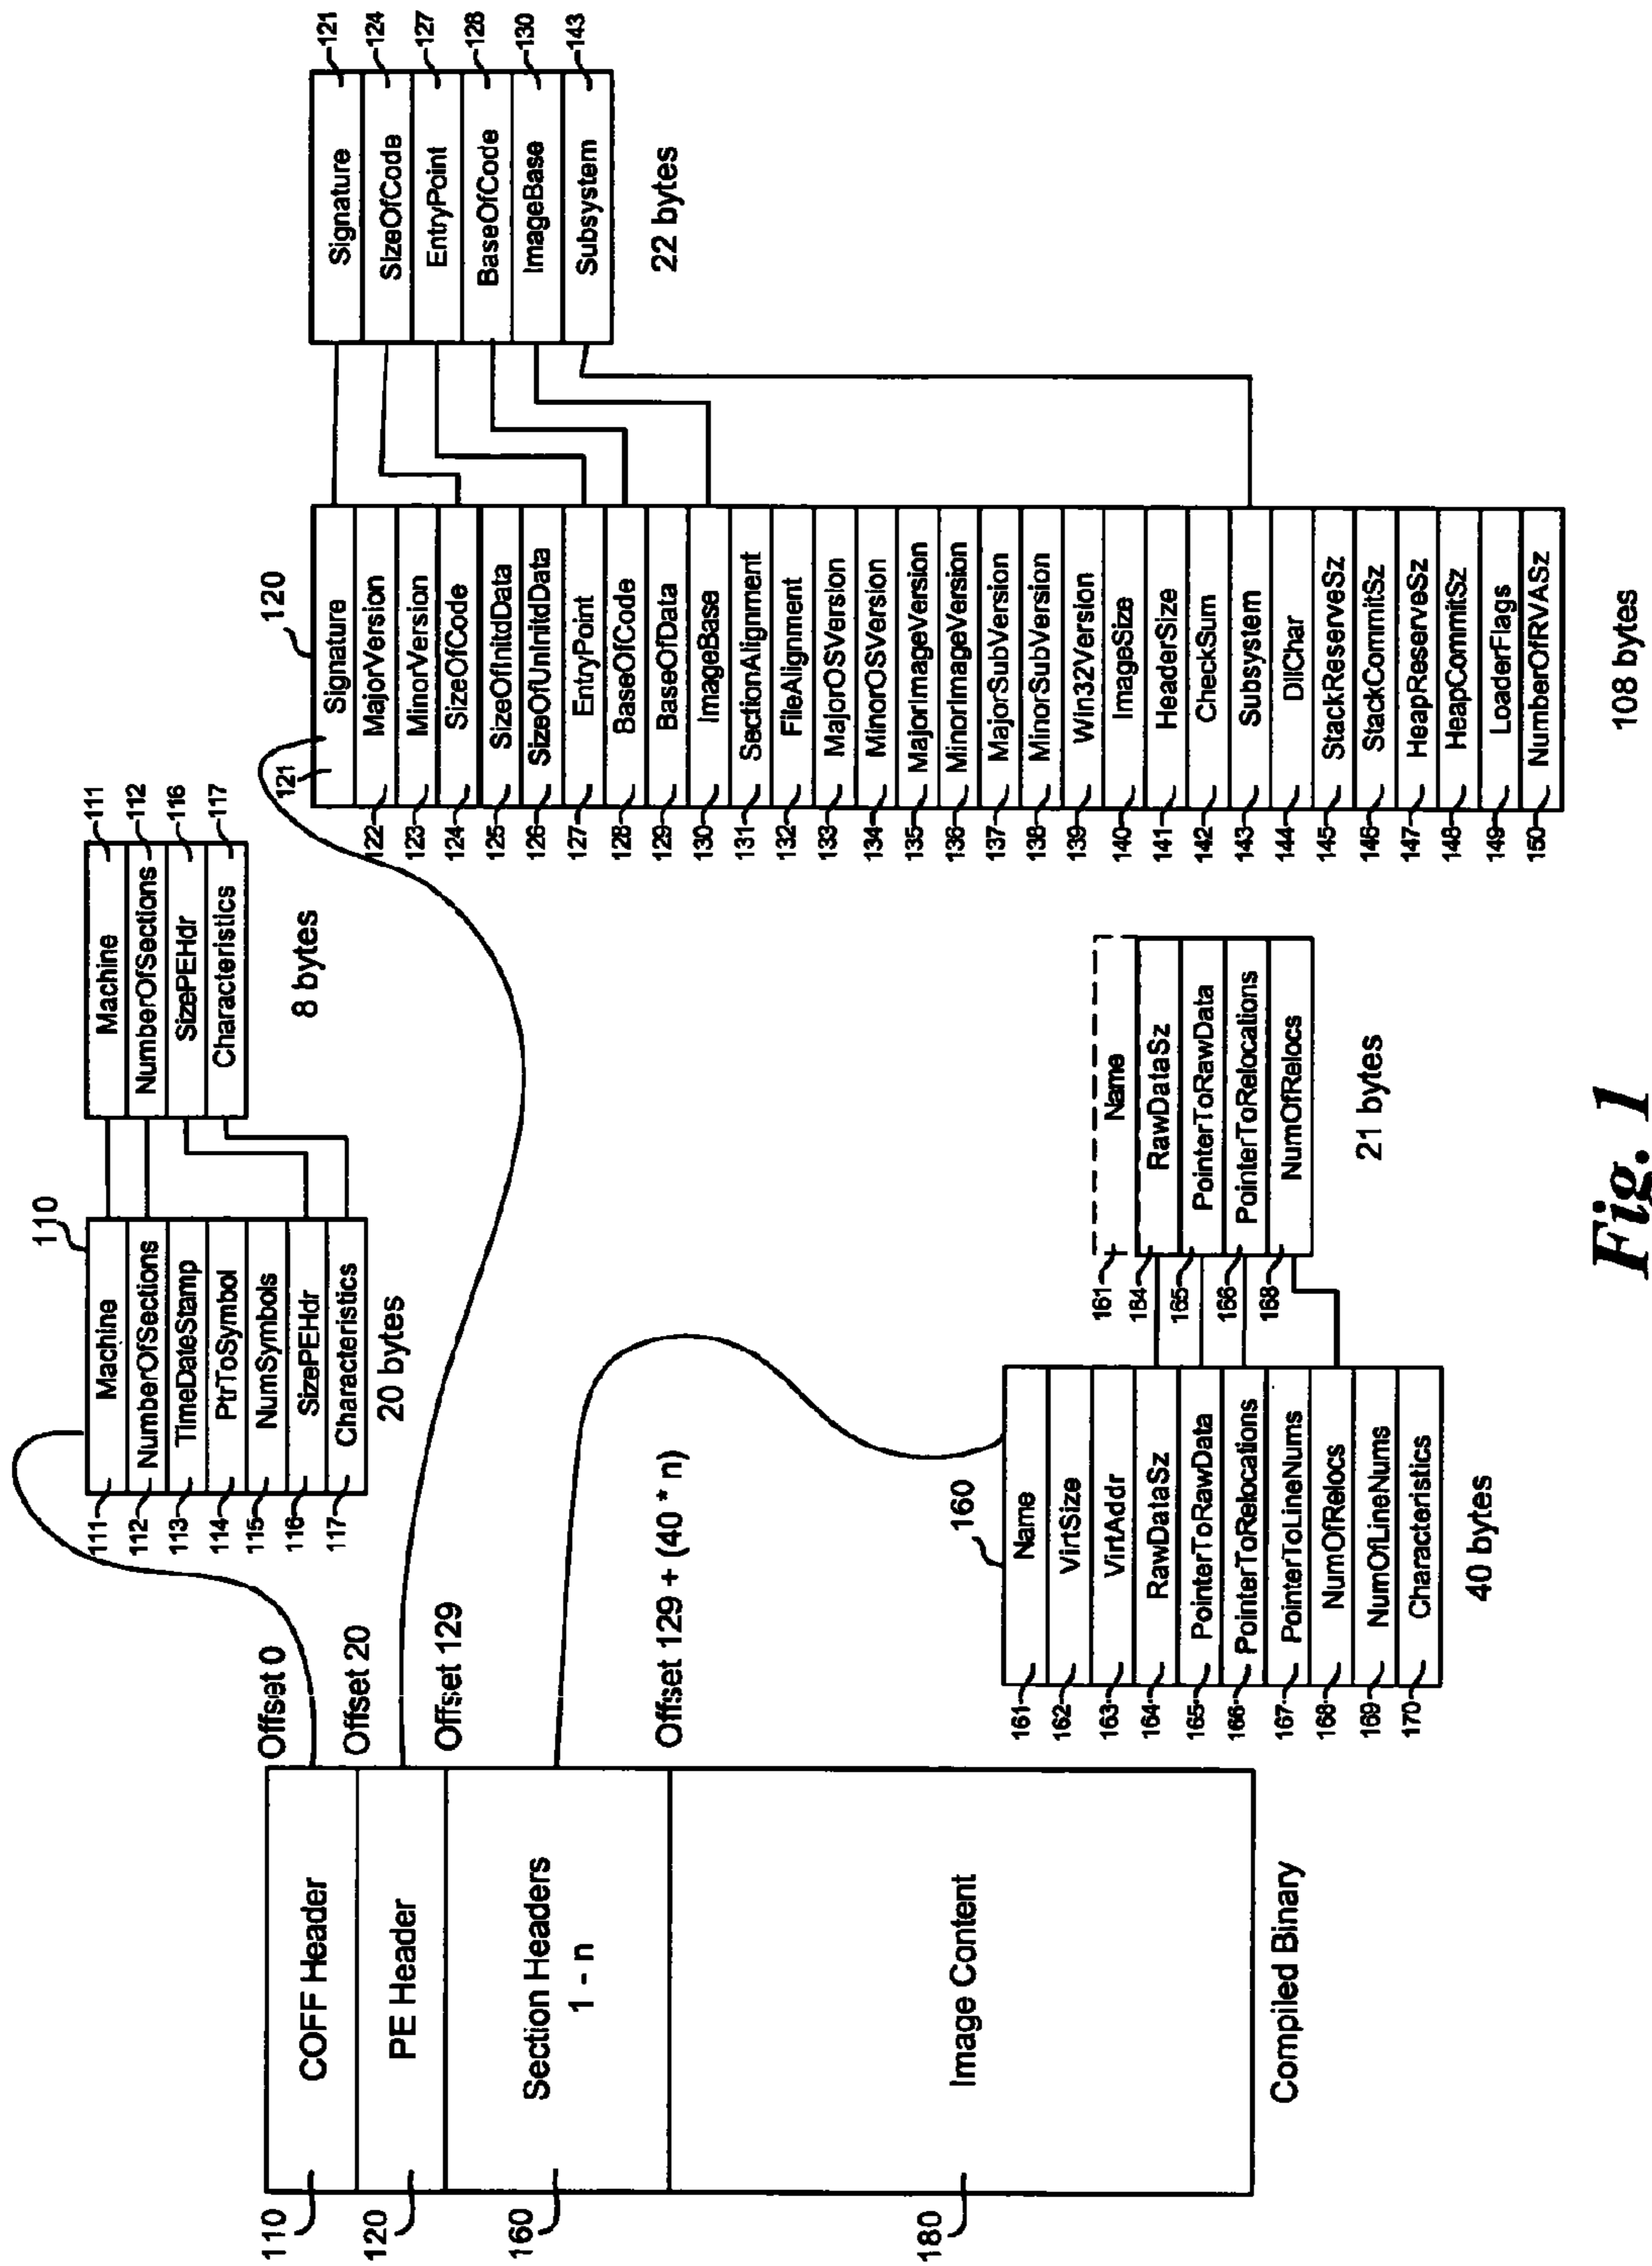 110
COFF Header
Offset 0
120
PE Header
Offset 20
160
Section Headers
1 - n
Offset 129
180
Image Content
Offset 129 + (40 * n)
Compiled Binary
110
111 Machine
112 NumberOfSections
113 TimeDateStamp
114 PtrToSymbol
115 NumSymbols
116 SizePEHdr
117 Characteristics
20 bytes
Machine 111
NumberOfSections 112
SizePEHdr 116
Characteristics 117
8 bytes
120
121 Signature
122 MajorVersion
123 MinorVersion
124 SizeOfCode
125 SizeOfInitdData
126 SizeOfUnInitdData
127 EntryPoint
128 BaseOfCode
129 BaseOfData
130 ImageBase
131 SectionAlignment
132 FileAlignment
133 MajorOSVersion
134 MinorOSVersion
135 MajorImageVersion
136 MinorImageVersion
137 MajorSubVersion
138 MinorSubVersion
139 Win32Version
140 ImageSize
141 HeaderSize
142 CheckSum
143 Subsystem
144 DllChar
145 StackReserveSz
146 StackCommitSz
147 HeapReserveSz
148 HeapCommitSz
149 LoaderFlags
150 NumberOfRVASz
108 bytes
Signature 121
SizeOfCode 124
EntryPoint 127
BaseOfCode 128
ImageBase 130
Subsystem 143
22 bytes
160
161 Name
162 VirtSize
163 VirtAddr
164 RawDataSz
165 PointerToRawData
166 PointerToRelocations
167 PointerToLineNums
168 NumOfRelocs
169 NumOfLineNums
170 Characteristics
40 bytes
161 Name
164 RawDataSz
165 PointerToRawData
166 PointerToRelocations
168 NumOfRelocs
21 bytes
Fig. 1